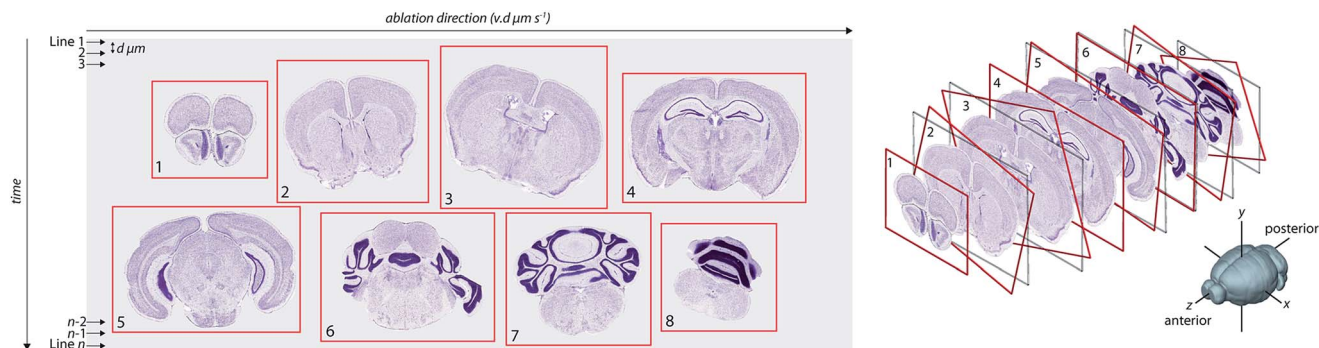 ablation direction (v.d µm s⁻¹)
Line 1
d µm
2
3
time
1
2
3
4
5
6
7
8
n-2
n-1
Line n
1
2
3
4
5
6
7
8
y
posterior
z
x
anterior